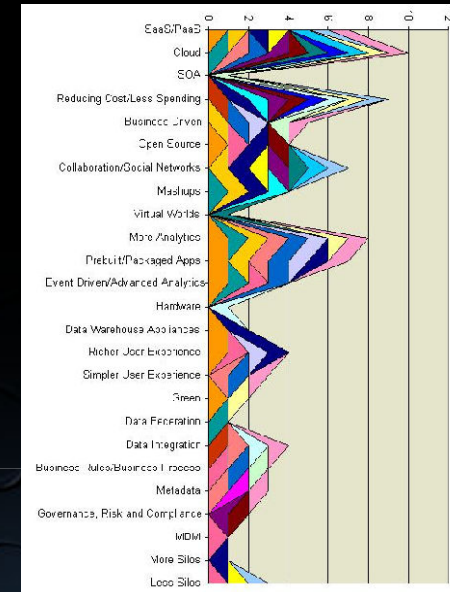 0 2 4 6 8
SaaS/PaaS
Cloud
SOA
Reducing Cost/Less Spending
Business Driven
Open Source
Collaboration/Social Networks
Mashups
Virtual Worlds
More Analytics
Prebuilt/Packaged Apps
Event Driven/Advanced Analytics
Hardware
Data Warehouse Appliances
Richer User Experience
Simpler User Experience
Green
Data Federation
Data Integration
Business Rules/Business Process
Metadata
Governance, Risk and Compliance
MDM
More Silos
Less Silos